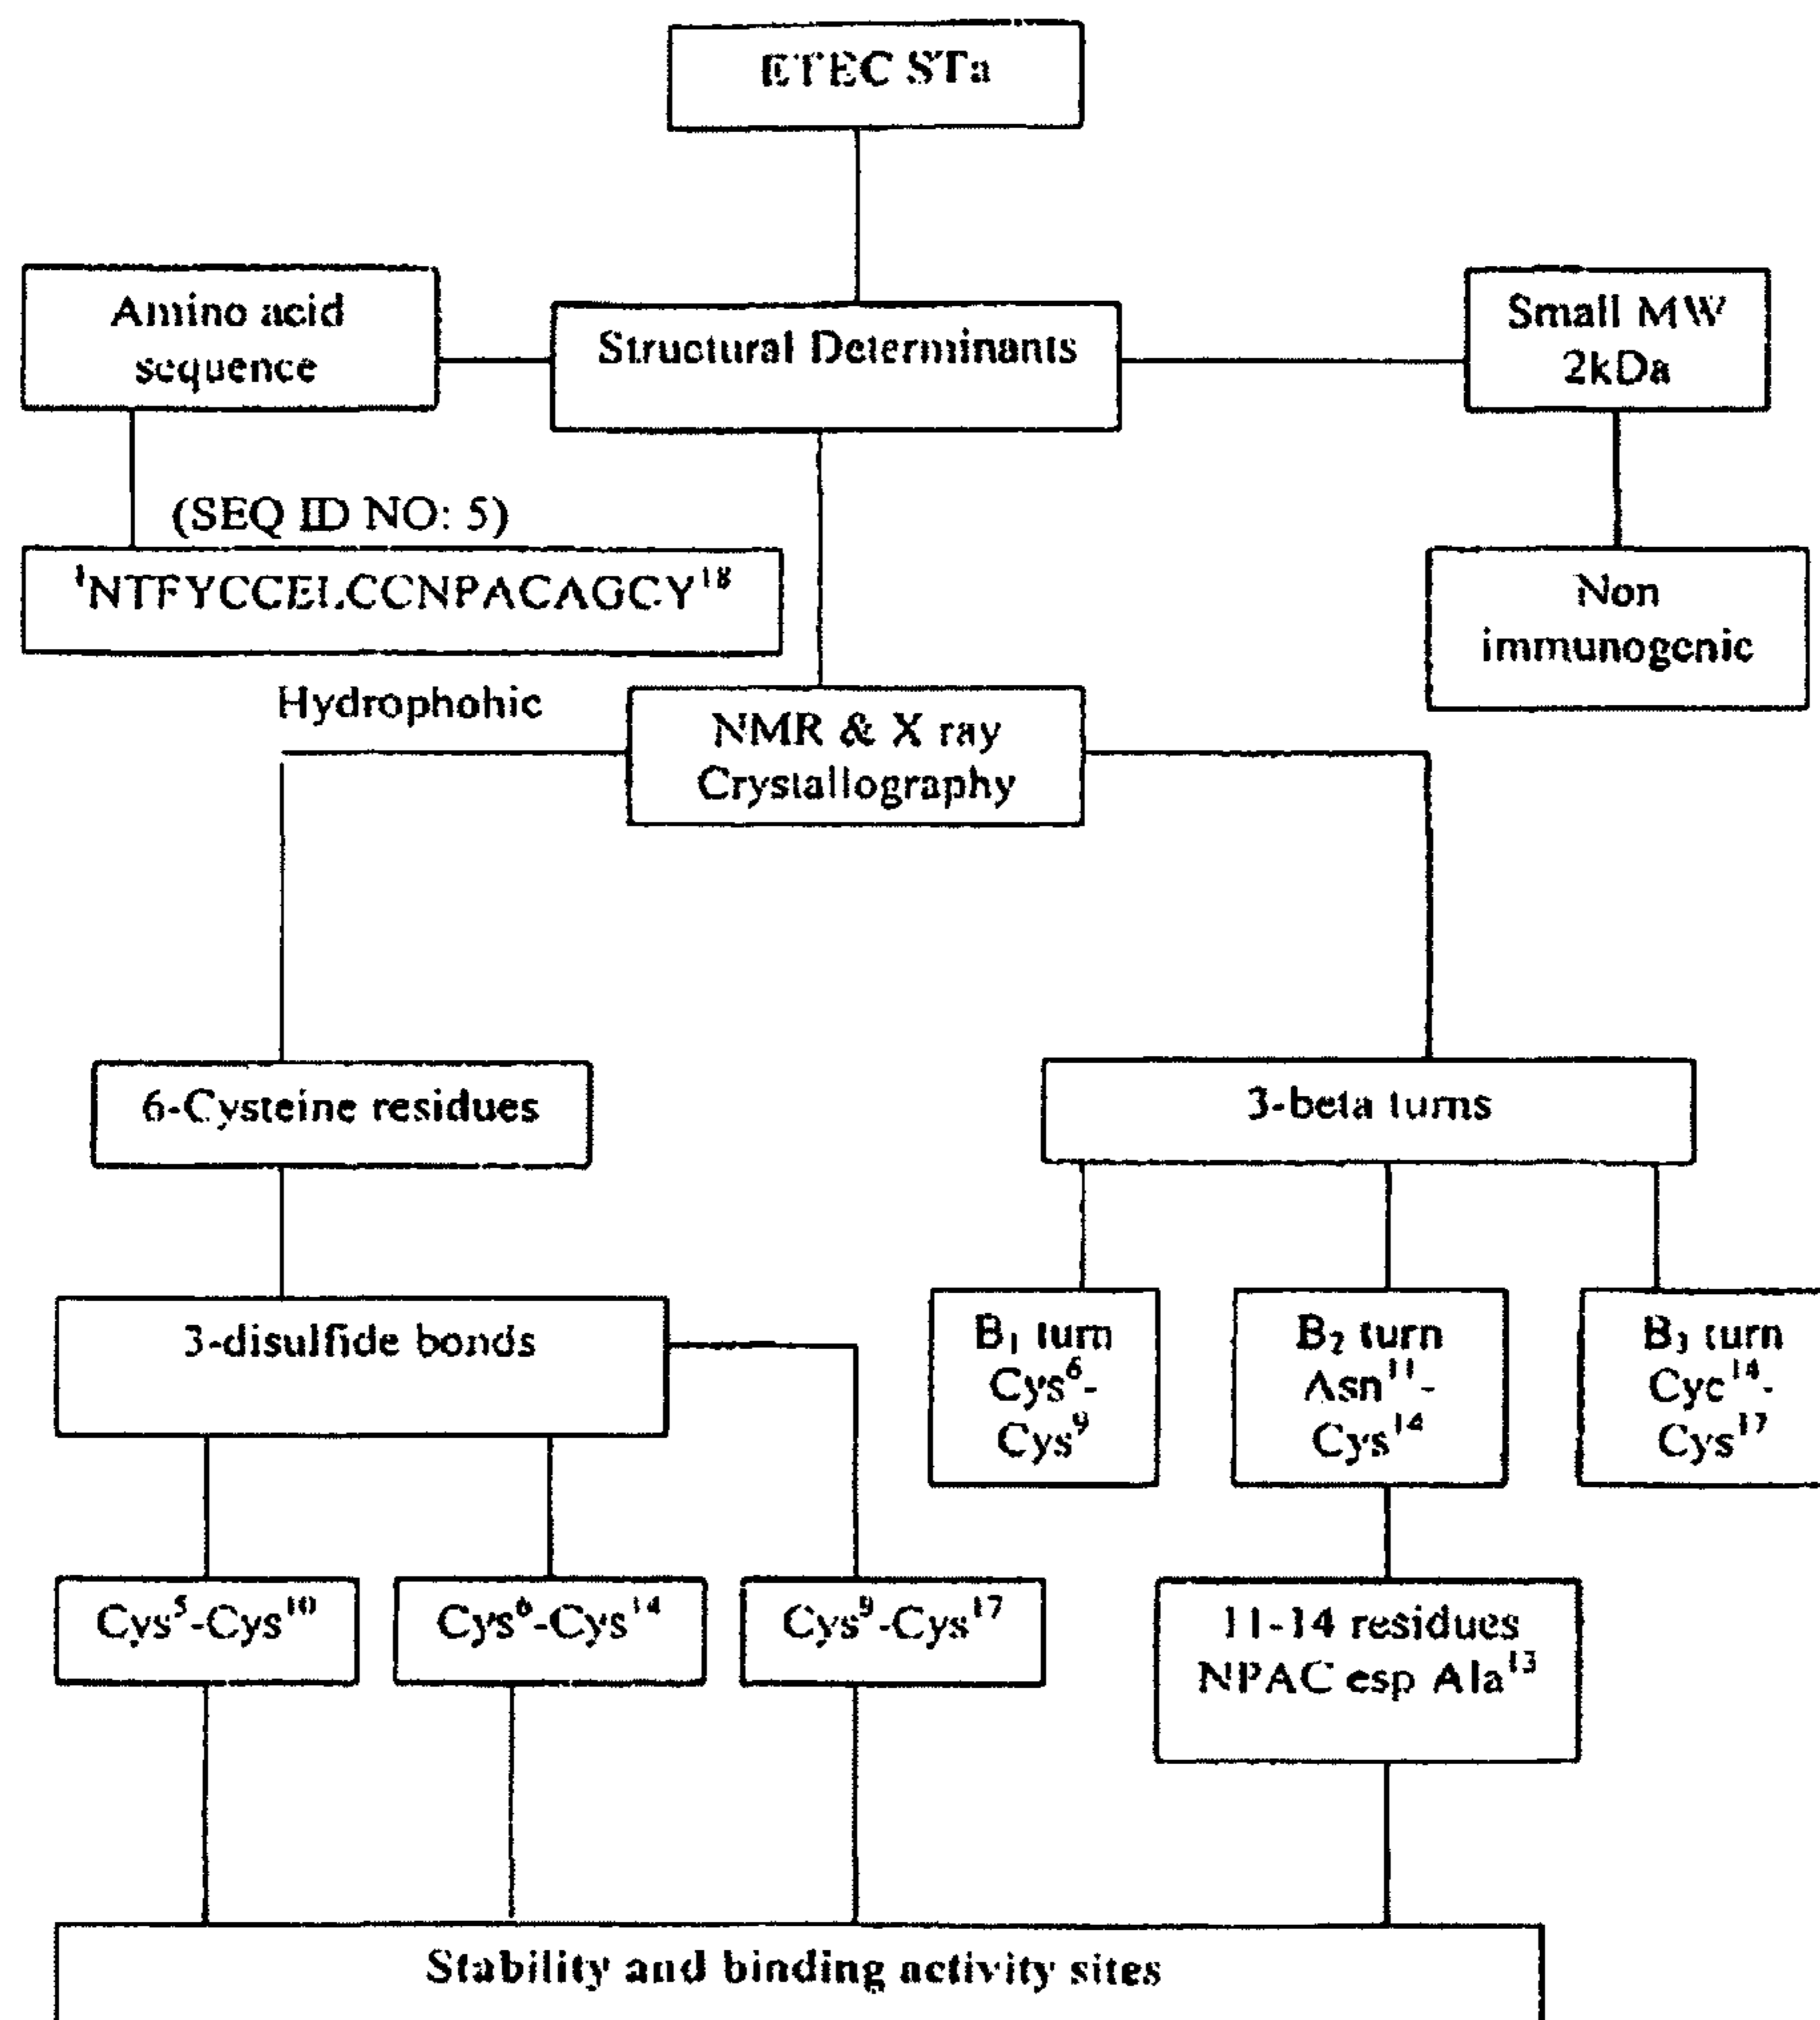 ETEC STa
Amino acid
sequence
Structural Determinants
Small MW
2kDa
(SEQ ID NO: 5)
¹NTFYCCELCCNPACAGCY¹⁸
Non
immunogenic
Hydrophohic
NMR & X ray
Crystallography
6-Cysteine residues
3-beta turns
3-disulfide bonds
B₁ turn
Cys⁶-
Cys⁹
B₂ turn
Asn¹¹-
Cys¹⁴
B₃ turn
Cyc¹⁴-
Cys¹⁷
Cys⁵-Cys¹⁰
Cys⁶-Cys¹⁴
Cys⁹-Cys¹⁷
11-14 residues
NPAC esp Ala¹³
Stability and binding activity sites